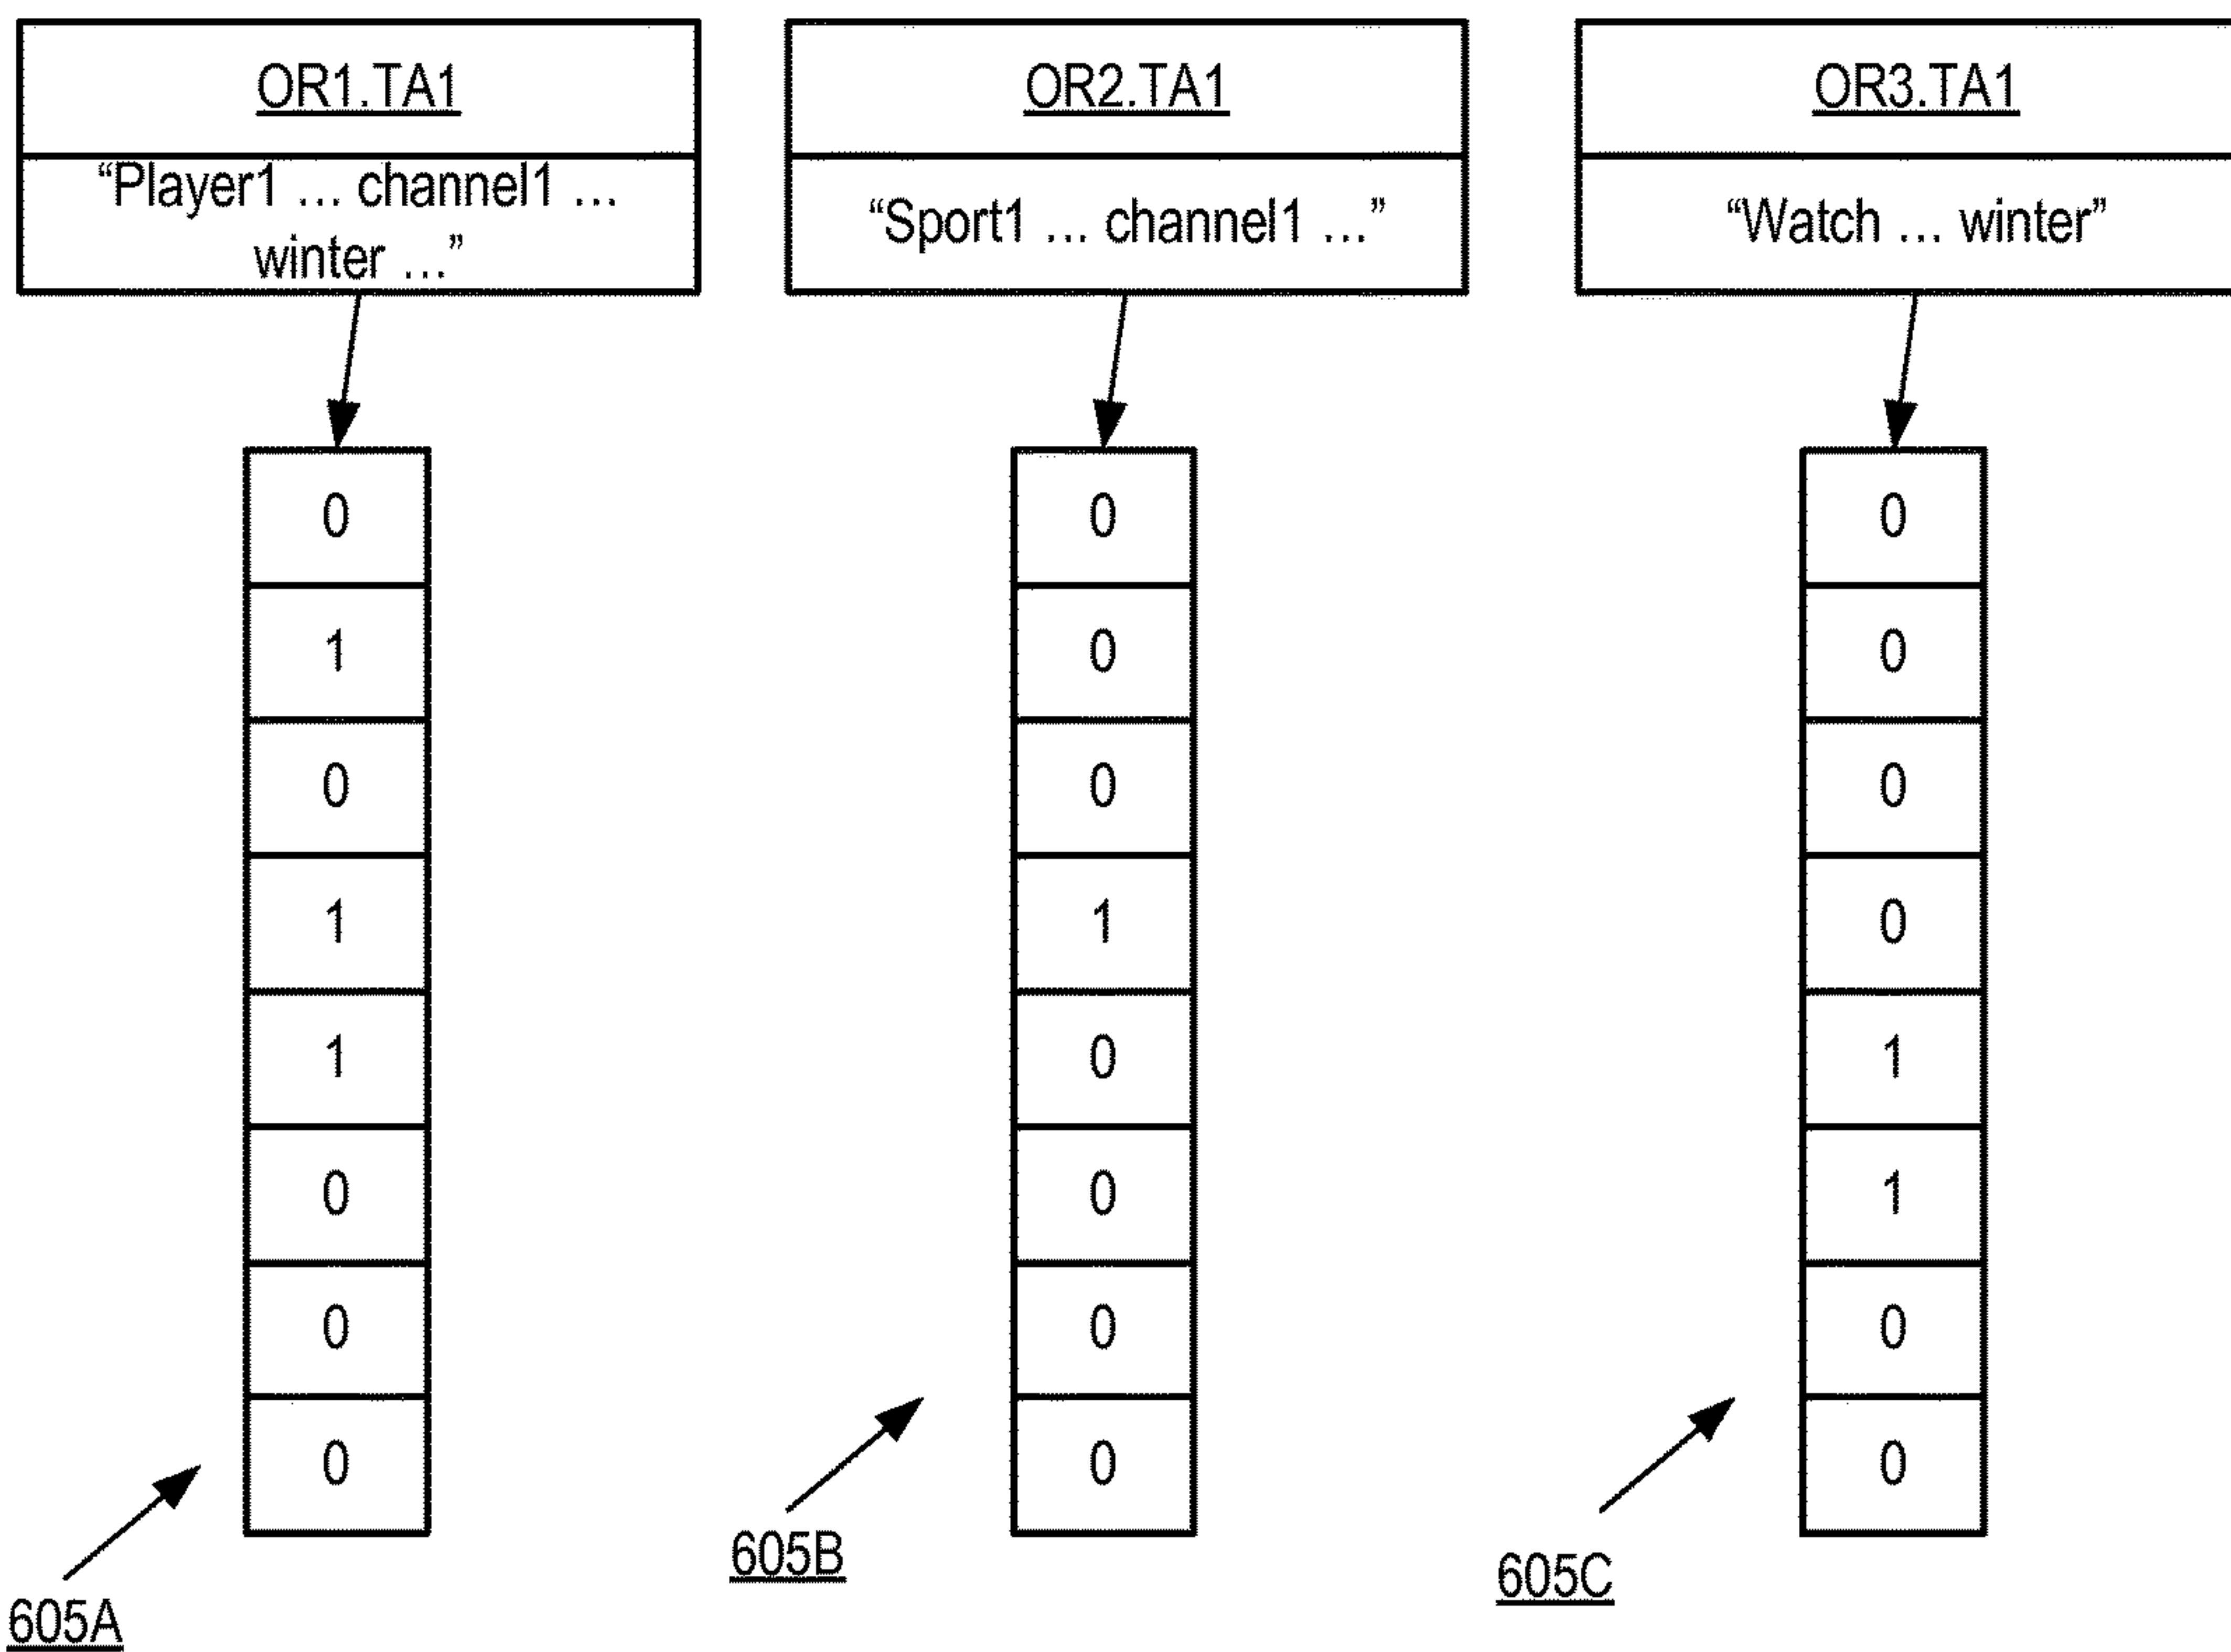 OR1.TA1
“Player1 ... channel1 ...
winter ...”
OR2.TA1
“Sport1 ... channel1 ...”
OR3.TA1
“Watch ... winter”
0
1
0
1
1
0
0
0
605A
0
0
0
1
0
0
0
0
605B
0
0
0
0
1
1
0
0
605C